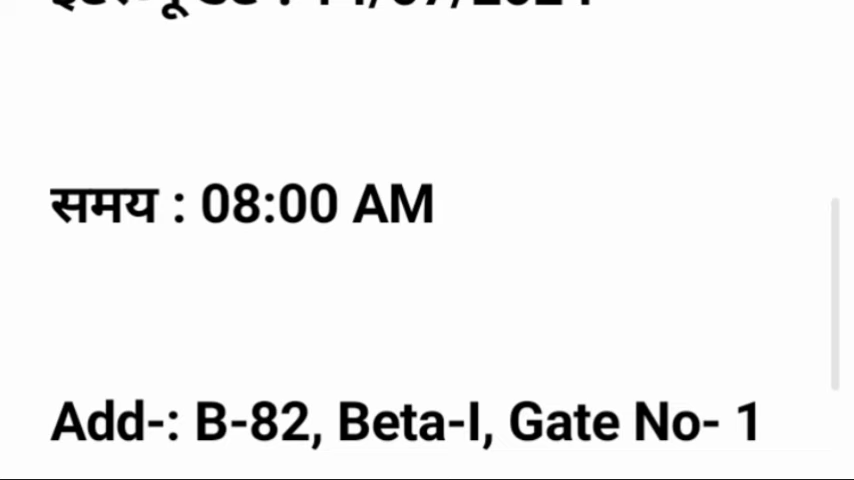 समय : 08:00 AM
Add-: B-82, Beta-I, Gate No- 1